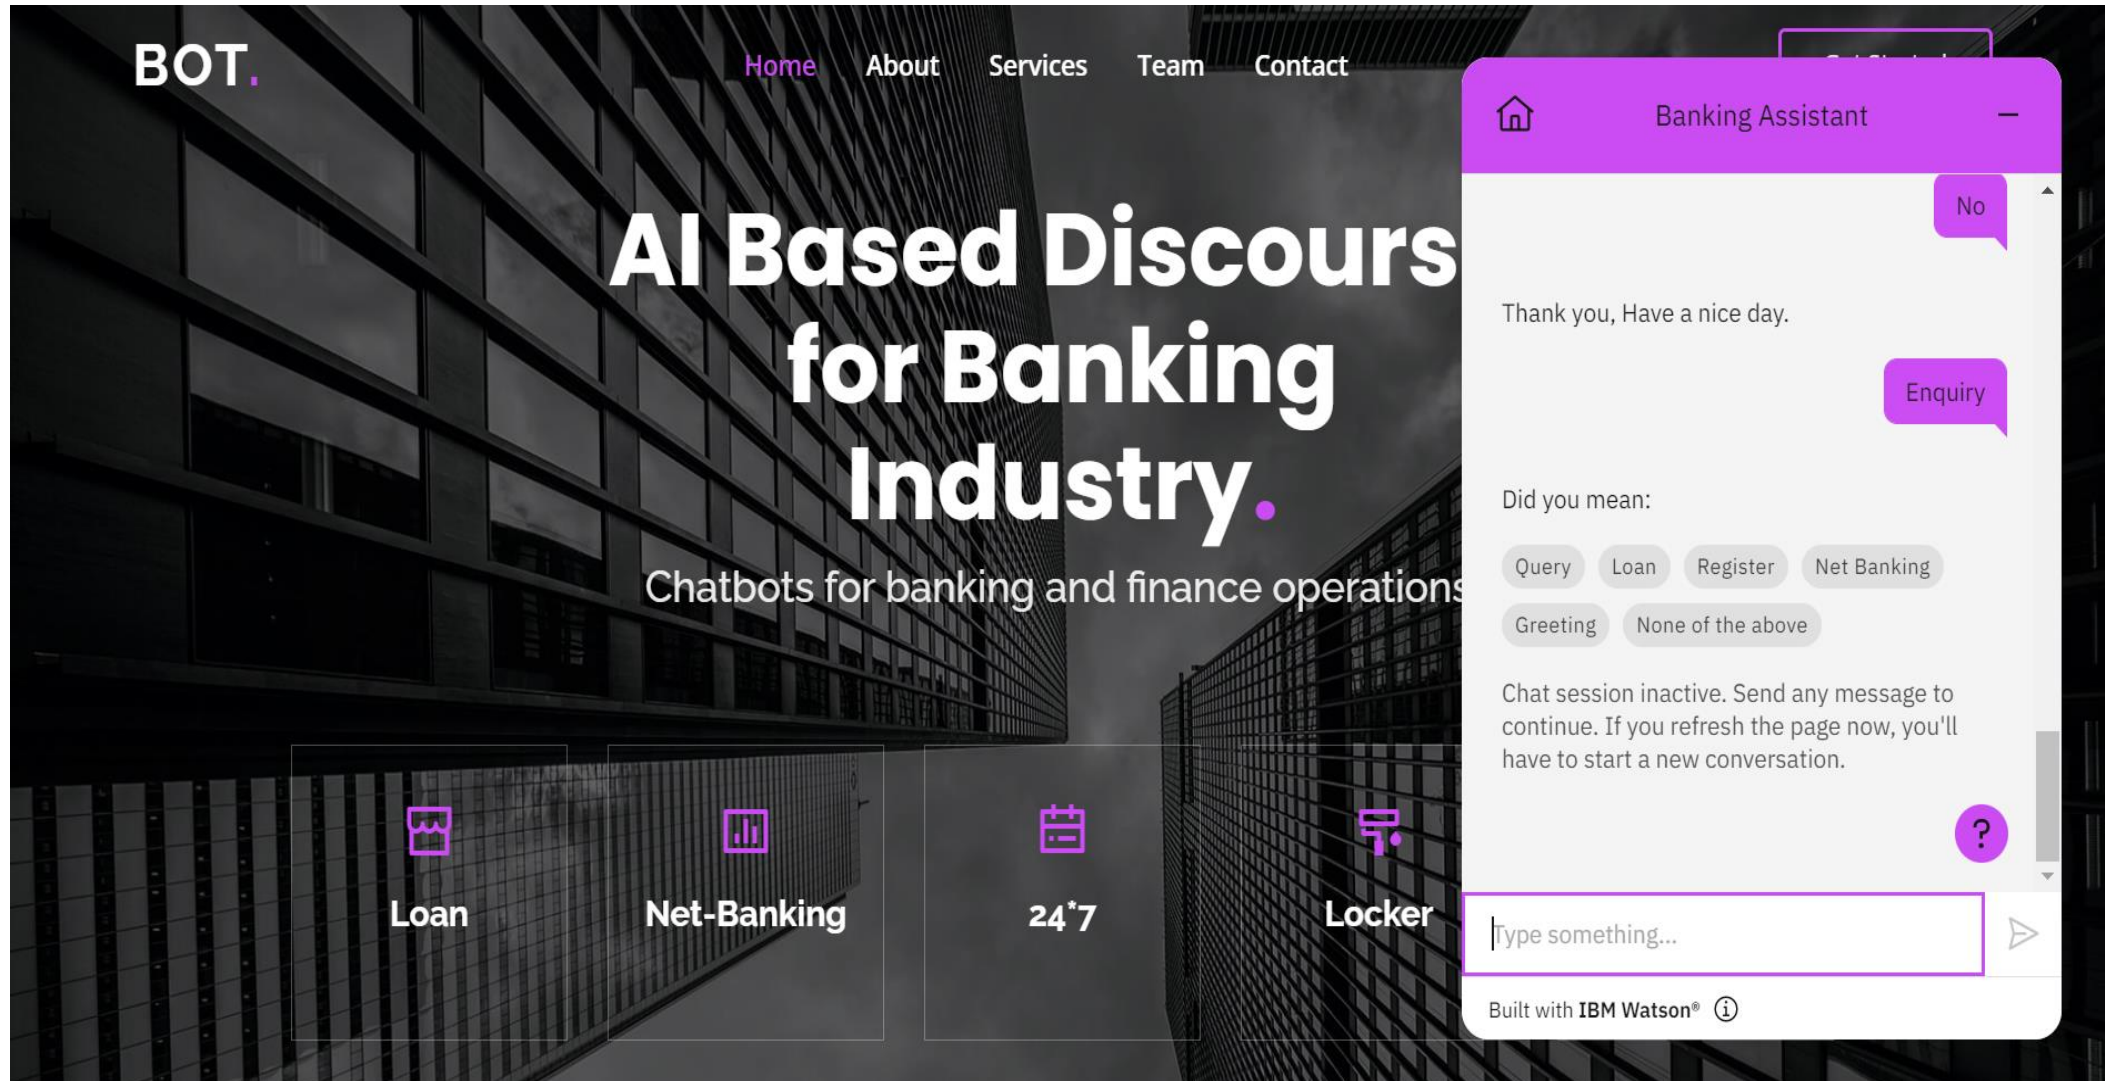 BOT.
Home About Services Team Contact
AI Based Discours
for Banking
Industry.
Chatbots for banking and finance operations
Loan
Net-Banking
24*7
Locker
Banking Assistant
No
Thank you, Have a nice day.
Enquiry
Did you mean:
Query Loan Register Net Banking
Greeting None of the above
Chat session inactive. Send any message to
continue. If you refresh the page now, you'll
have to start a new conversation.
?
Type something...
Built with IBM Watson®